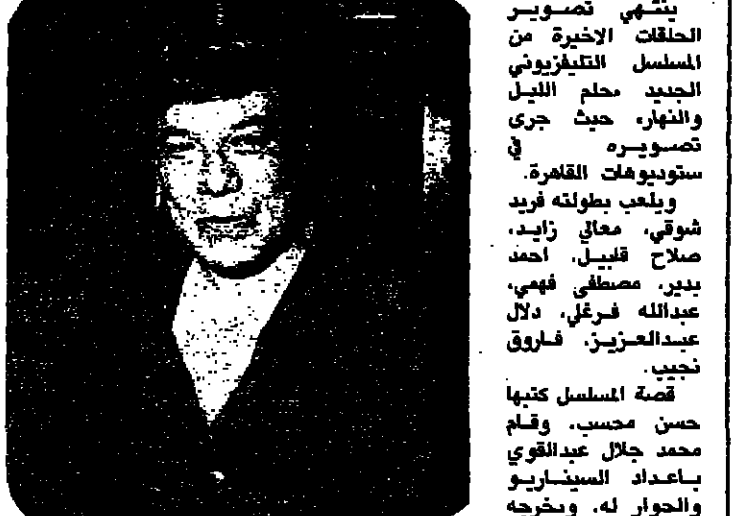 ينتهي تصوير
الحلقات الاخيرة من
المسلسل التليفزيوني
الجديد «حلم الليل
والنهار» حيث جرى
تصويره في
ستوديوهات القاهرة.
ويلعب بطولته فريد
شوقي، معالي زايد،
صلاح قابيل، احمد
بدير، مصطفى فهمي،
عبدالله فرغلي، دلال
عبدالعزيز، فاروق
نجيب.
قصة المسلسل كتبها
حسن محسب، وقام
محمد جلال عبدالقوي
باعداد السيناريو
والحوار له، ويخرجه